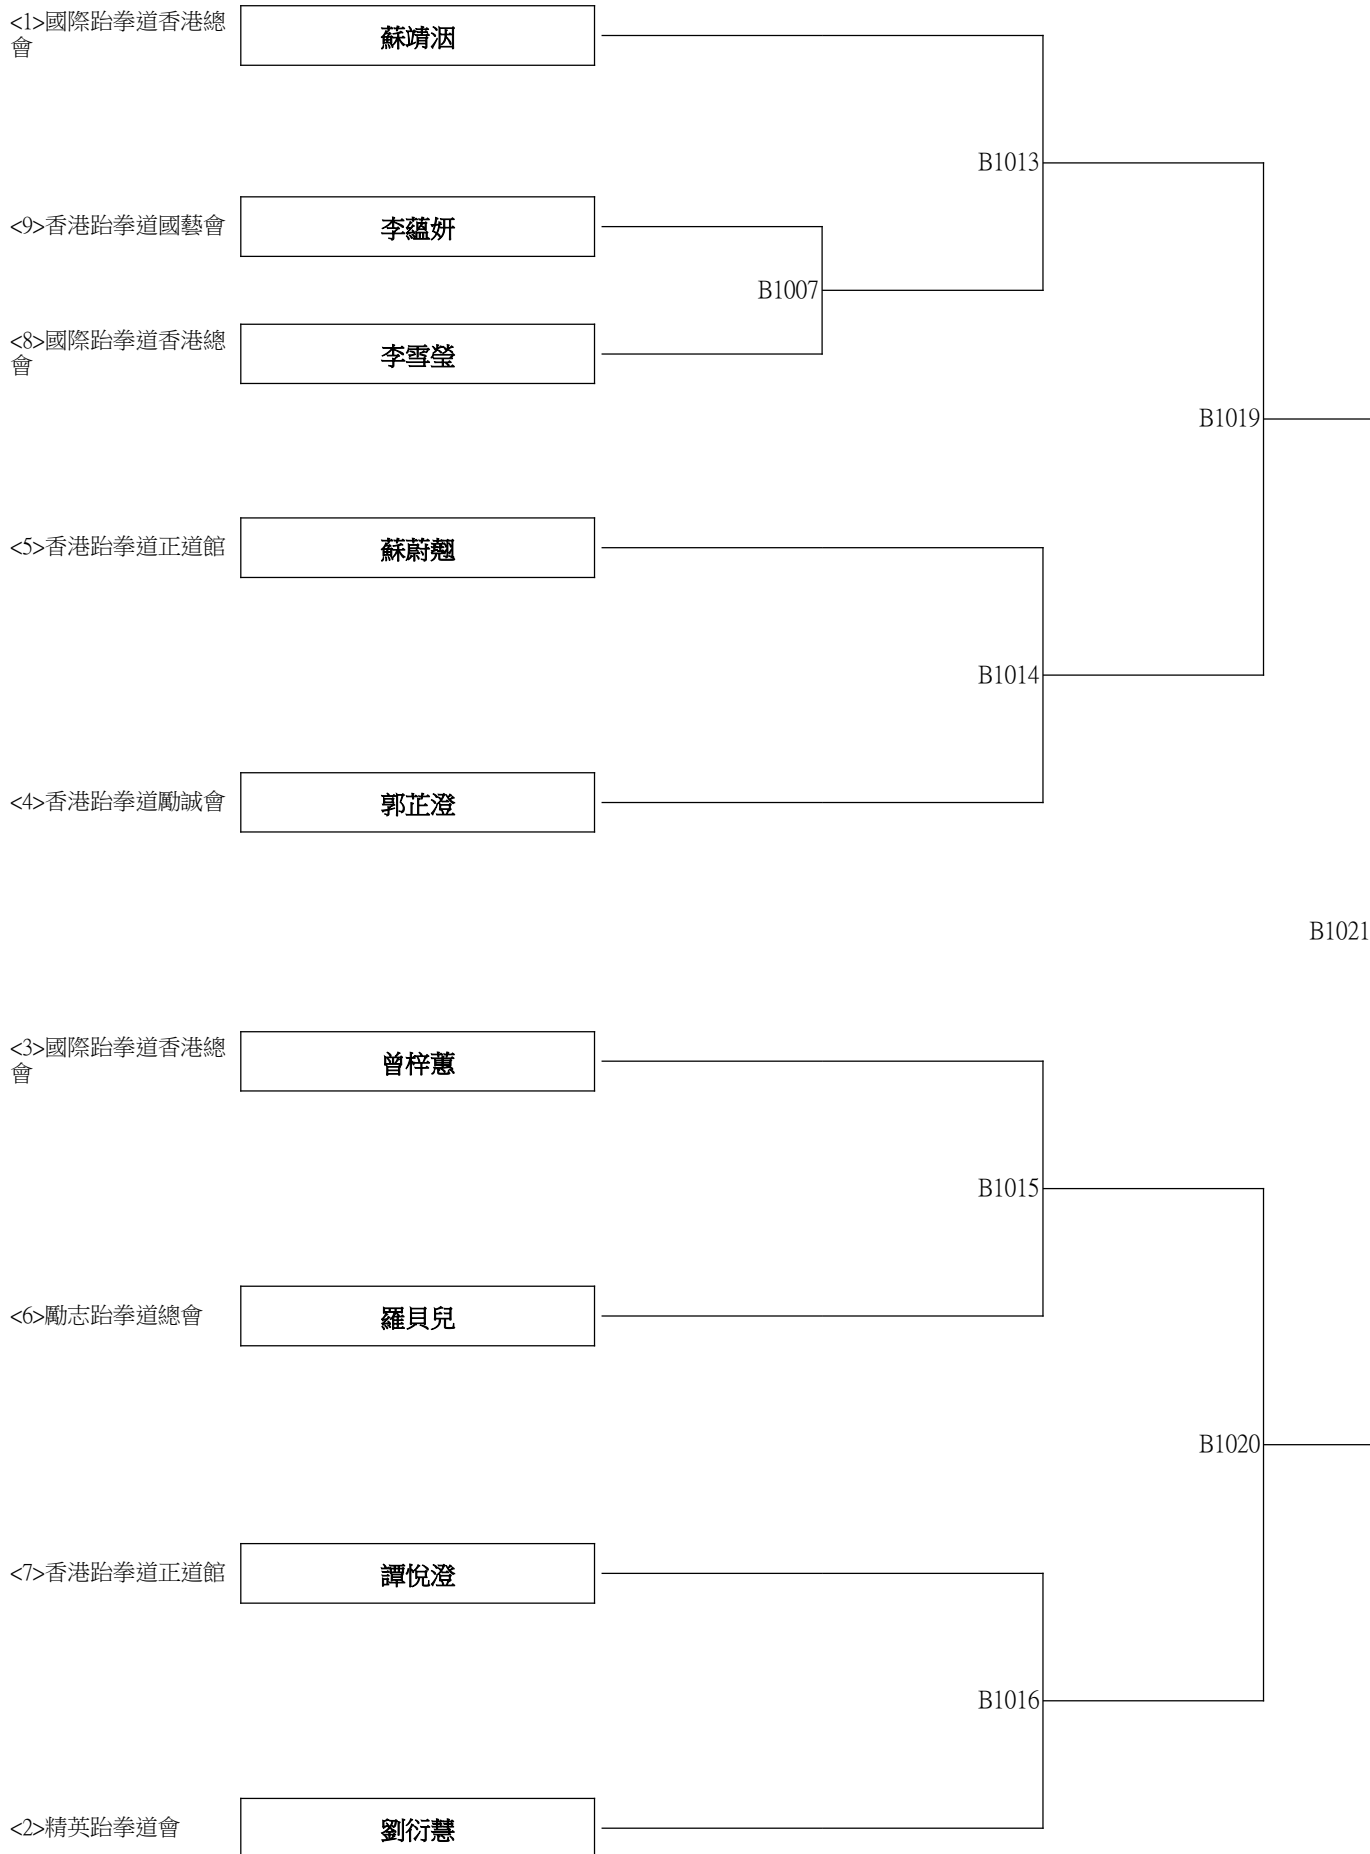 <1>國際跆拳道香港總
會
蘇靖洇
B1013
<9>香港跆拳道國藝會
李蘊妍
B1007
<8>國際跆拳道香港總
會
李雪瑩
B1019
<5>香港跆拳道正道館
蘇蔚翹
B1014
<4>香港跆拳道勵誠會
郭芷澄
B1021
<3>國際跆拳道香港總
會
曾梓蕙
B1015
<6>勵志跆拳道總會
羅貝兒
B1020
<7>香港跆拳道正道館
譚悅澄
B1016
<2>精英跆拳道會
劉衍慧